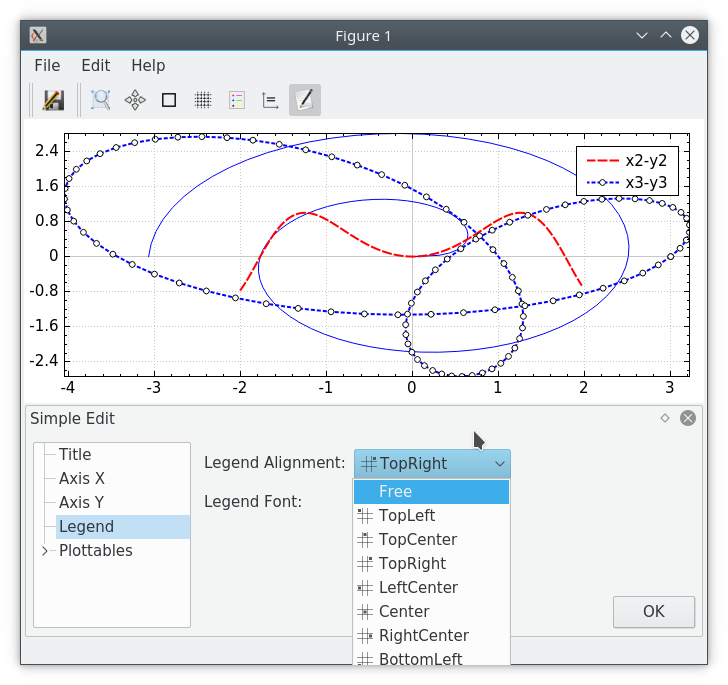 Figure 1
File Edit Help
2.4
1.6
0.8
0
-0.8
-1.6
-2.4
x2-y2
x3-y3
-4 -3 -2 -1 0 1 2 3
Simple Edit
Title
Axis X
Axis Y
Legend
Plottables
Legend Alignment: TopRight
Legend Font:
Free
TopLeft
TopCenter
TopRight
LeftCenter
Center
RightCenter
BottomLeft
OK